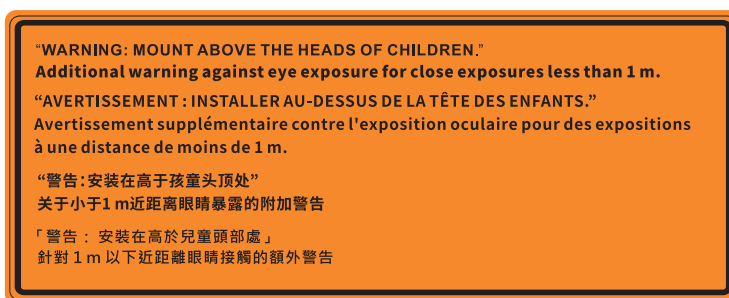 “WARNING: MOUNT ABOVE THE HEADS OF CHILDREN.”
Additional warning against eye exposure for close exposures less than 1 m.
“AVERTISSEMENT : INSTALLER AU-DESSUS DE LA TÊTE DES ENFANTS.”
Avertissement supplémentaire contre l'exposition oculaire pour des expositions
à une distance de moins de 1 m.
“警告:安装在高于孩童头顶处”
关于小于1 m近距离眼睛暴露的附加警告
「警告： 安裝在高於兒童頭部處」
針對 1 m 以下近距離眼睛接觸的額外警告